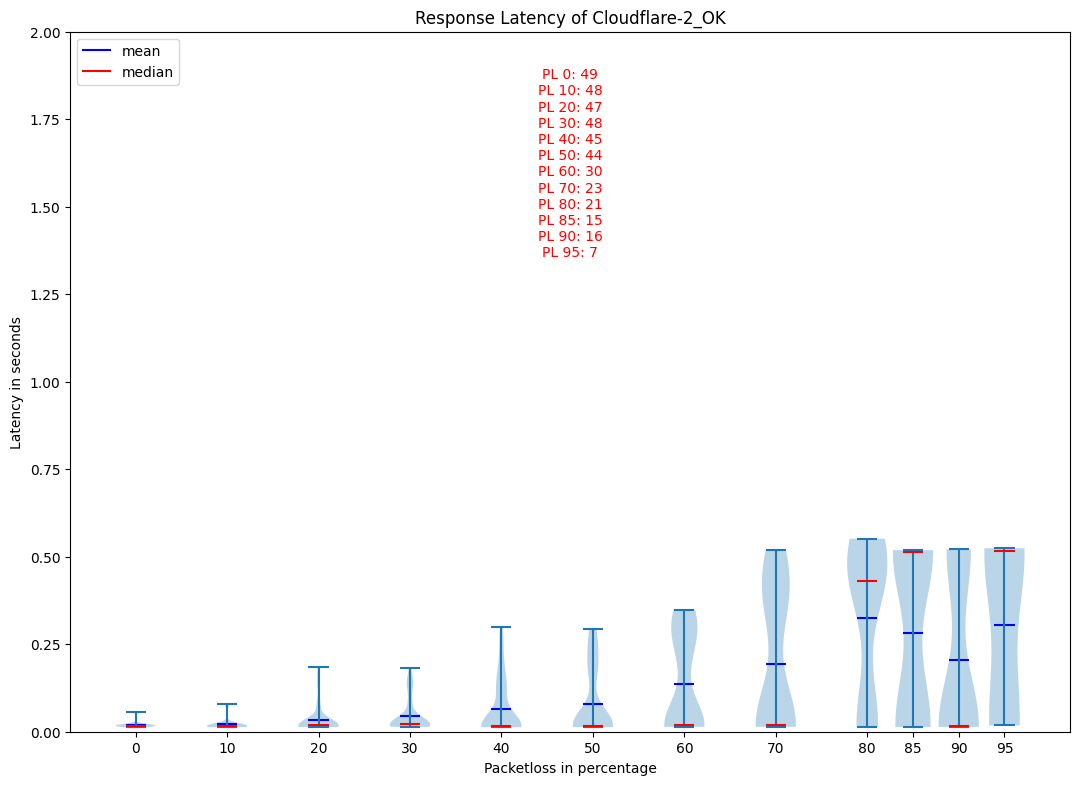 Response Latency of Cloudflare-2_OK
mean
median
PL 0: 49
PL 10: 48
PL 20: 47
PL 30: 48
PL 40: 45
PL 50: 44
PL 60: 30
PL 70: 23
PL 80: 21
PL 85: 15
PL 90: 16
PL 95: 7
Latency in seconds
2.00
1.75
1.50
1.25
1.00
0.75
0.50
0.25
0.00
0 10 20 30 40 50 60 70 80 85 90 95
Packetloss in percentage